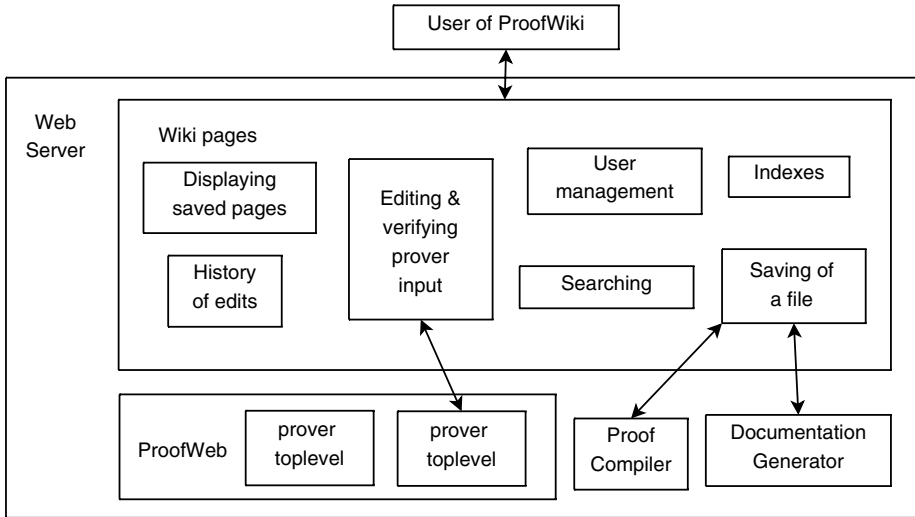 User of ProofWiki
Web
Server
Wiki pages
Displaying
saved pages
Editing &
verifying
prover
input
User
management
Indexes
History
of edits
Searching
Saving of
a file
ProofWeb
prover
toplevel
prover
toplevel
Proof
Compiler
Documentation
Generator